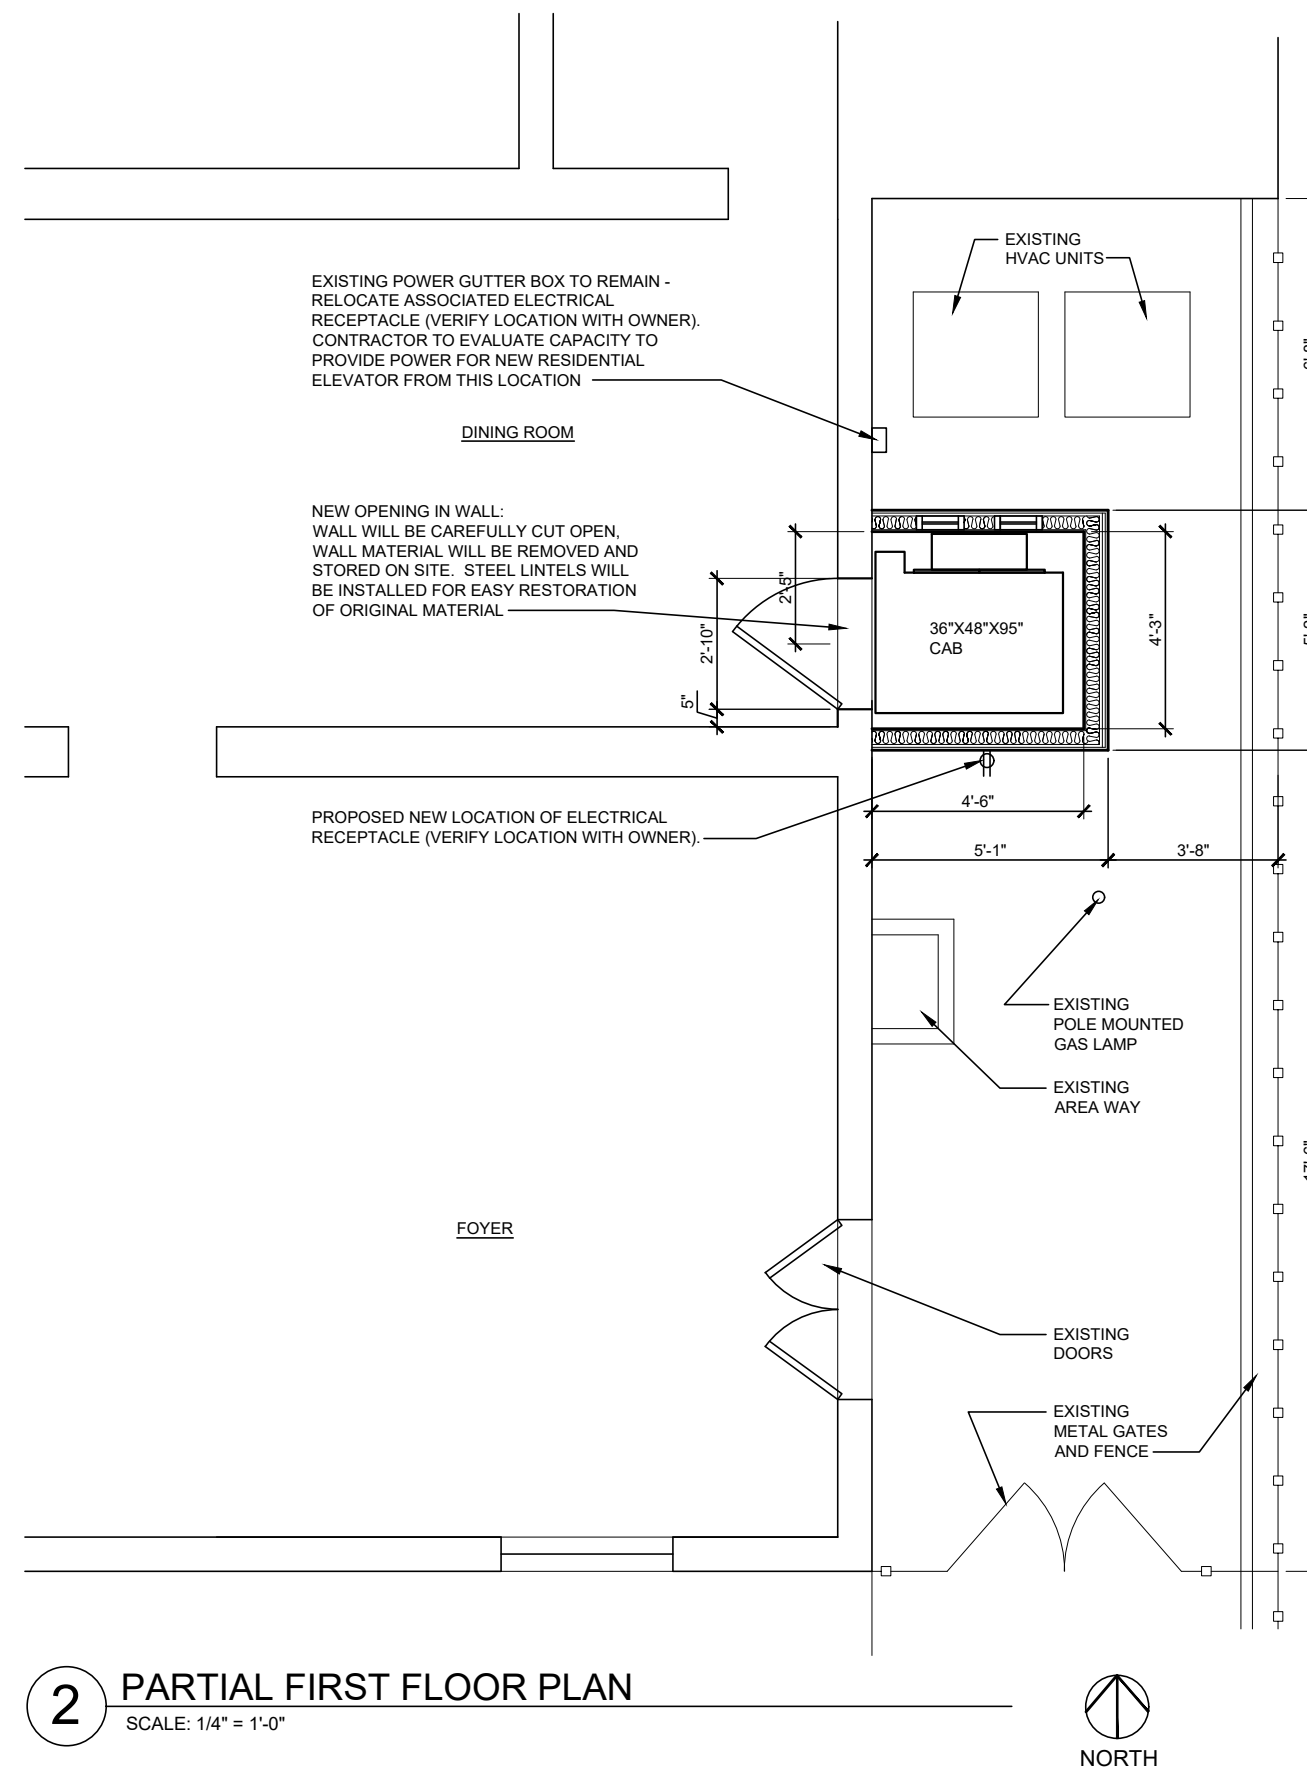 EXISTING
HVAC UNITS
EXISTING POWER GUTTER BOX TO REMAIN -
RELOCATE ASSOCIATED ELECTRICAL
RECEPTACLE (VERIFY LOCATION WITH OWNER).
CONTRACTOR TO EVALUATE CAPACITY TO
PROVIDE POWER FOR NEW RESIDENTIAL
ELEVATOR FROM THIS LOCATION
DINING ROOM
NEW OPENING IN WALL:
WALL WILL BE CAREFULLY CUT OPEN,
WALL MATERIAL WILL BE REMOVED AND
STORED ON SITE. STEEL LINTELS WILL
BE INSTALLED FOR EASY RESTORATION
OF ORIGINAL MATERIAL
2'-5"
2'-10"
5"
36"X48"X95"
CAB
4'-3"
4'-6"
5'-1"
3'-8"
PROPOSED NEW LOCATION OF ELECTRICAL
RECEPTACLE (VERIFY LOCATION WITH OWNER).
EXISTING
POLE MOUNTED
GAS LAMP
EXISTING
AREA WAY
FOYER
EXISTING
DOORS
EXISTING
METAL GATES
AND FENCE
2
PARTIAL FIRST FLOOR PLAN
SCALE: 1/4" = 1'-0"
NORTH